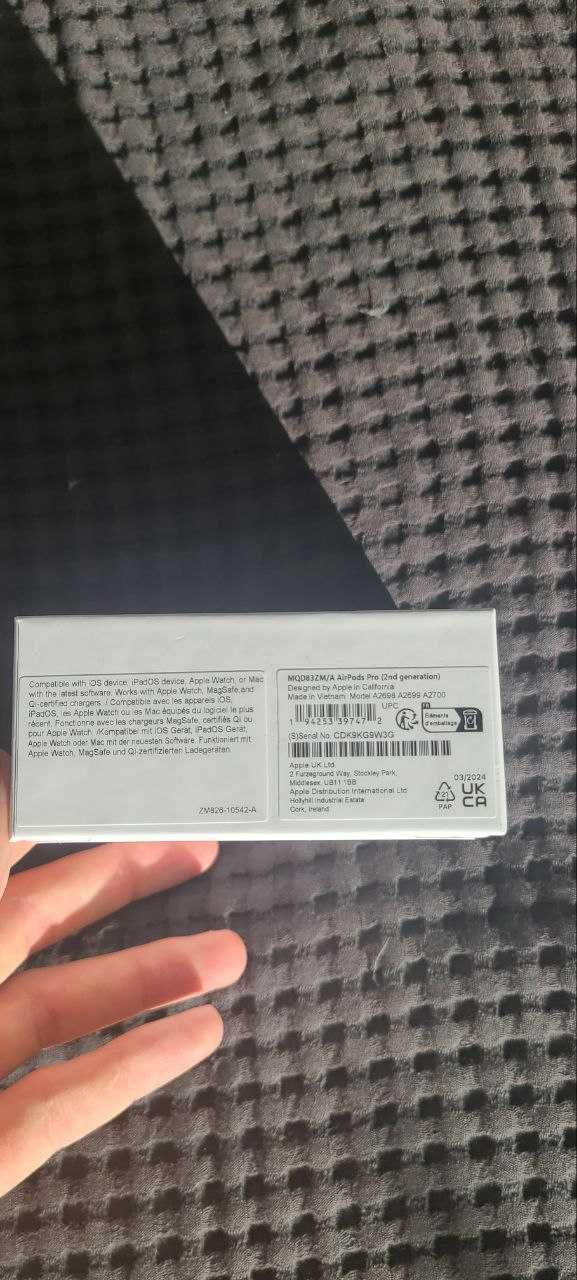 Compatible with iOS device, iPadOS device, Apple Watch, or Mac
with the latest software. Works with Apple Watch, MagSafe,and
Qi-certified chargers. / Compatible avec les appareils iOS,
iPadOS, les Apple Watch ou les Mac équipés du logiciel le plus
récent. Fonctionne avec les chargeurs MagSafe, certifiés Qi ou
pour Apple Watch. /Kompatibel mit iOS Gerät, iPadOS Gerät,
Apple Watch oder Mac mit der neuesten Software. Funktioniert mit
Apple Watch, MagSafe und Qi-zertifizierten Ladegeräten.
ZM826-10542-A
MQD83ZM/A AirPods Pro (2nd generation)
Designed by Apple in California
Made in Vietnam Model A2698 A2699 A2700
UPC
1 94253 39747 2
FR
Éléments
d'emballage
(S)Serial No. CDK9KG9W3G
Apple UK Ltd
2 Furzeground Way, Stockley Park,
Middlesex, UB11 1BB
Apple Distribution International Ltd
Hollyhill Industrial Estate
Cork, Ireland
03/2024
21
PAP
UK
CA